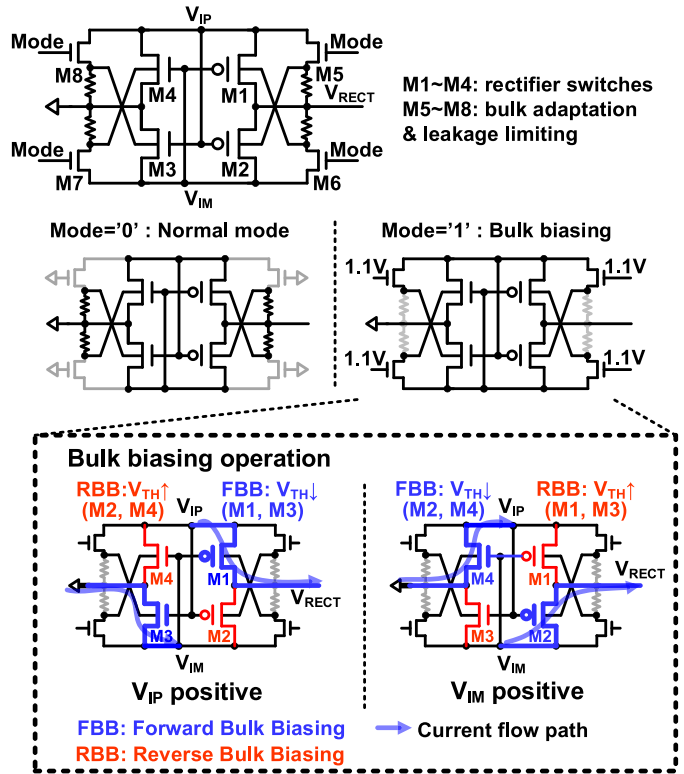 V_IP
Mode
Mode
M8
M4
M1
M5
V_RECT
M1~M4: rectifier switches
M5~M8: bulk adaptation
& leakage limiting
Mode
M3
M2
Mode
M7
M6
V_IM
Mode='0' : Normal mode
Mode='1' : Bulk biasing
1.1V
1.1V
1.1V
1.1V
Bulk biasing operation
RBB:V_TH↑
(M2, M4)
V_IP
FBB: V_TH↓
(M1, M3)
M4
M1
V_RECT
M3
M2
V_IM
V_IP positive
FBB: V_TH↓
(M2, M4)
V_IP
RBB: V_TH↑
(M1, M3)
M4
M1
V_RECT
M3
M2
V_IM
V_IM positive
FBB: Forward Bulk Biasing
Current flow path
RBB: Reverse Bulk Biasing